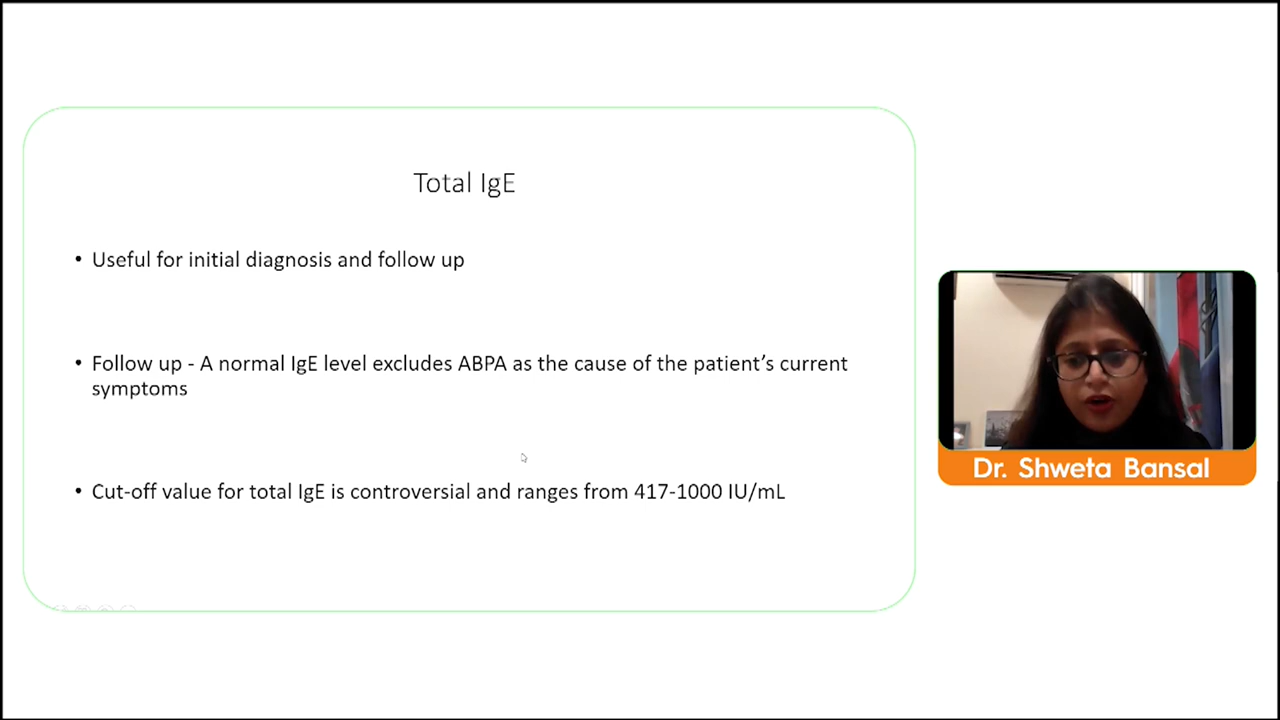 Total IgE
• Useful for initial diagnosis and follow up
• Follow up - A normal IgE level excludes ABPA as the cause of the patient’s current
symptoms
• Cut-off value for total IgE is controversial and ranges from 417-1000 IU/mL
Dr. Shweta Bansal